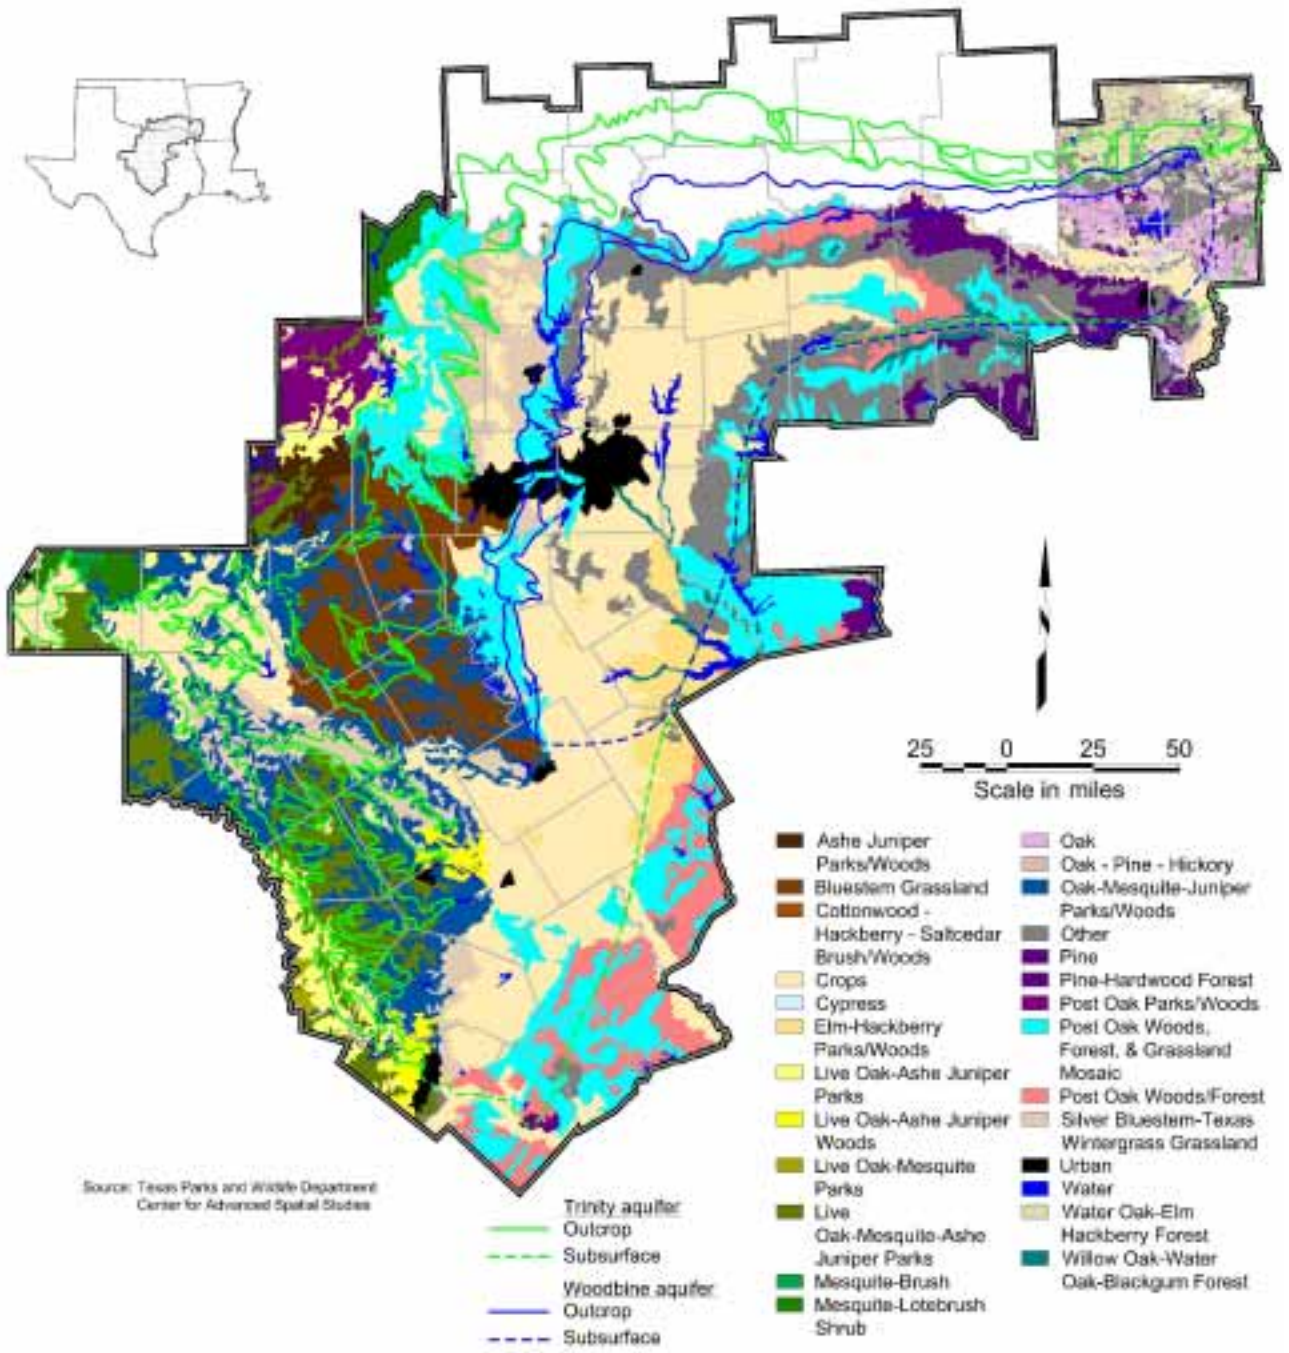 25 0 25 50
Scale in miles
Ashe Juniper
Parks/Woods
Bluestem Grassland
Cottonwood -
Hackberry - Saltcedar
Brush/Woods
Crops
Cypress
Elm-Hackberry
Parks/Woods
Live Oak-Ashe Juniper
Parks
Live Oak-Ashe Juniper
Woods
Live Oak-Mesquite
Parks
Live
Oak-Mesquite-Ashe
Juniper Parks
Mesquite-Brush
Mesquite-Lotebrush
Shrub
Oak
Oak - Pine - Hickory
Oak-Mesquite-Juniper
Parks/Woods
Other
Pine
Pine-Hardwood Forest
Post Oak Parks/Woods
Post Oak Woods,
Forest, & Grassland
Mosaic
Post Oak Woods/Forest
Silver Bluestem-Texas
Wintergrass Grassland
Urban
Water
Water Oak-Elm
Hackberry Forest
Willow Oak-Water
Oak-Blackgum Forest
Source: Texas Parks and Wildlife Department
Center for Advanced Spatial Studies
Trinity aquifer
Outcrop
Subsurface
Woodbine aquifer
Outcrop
Subsurface